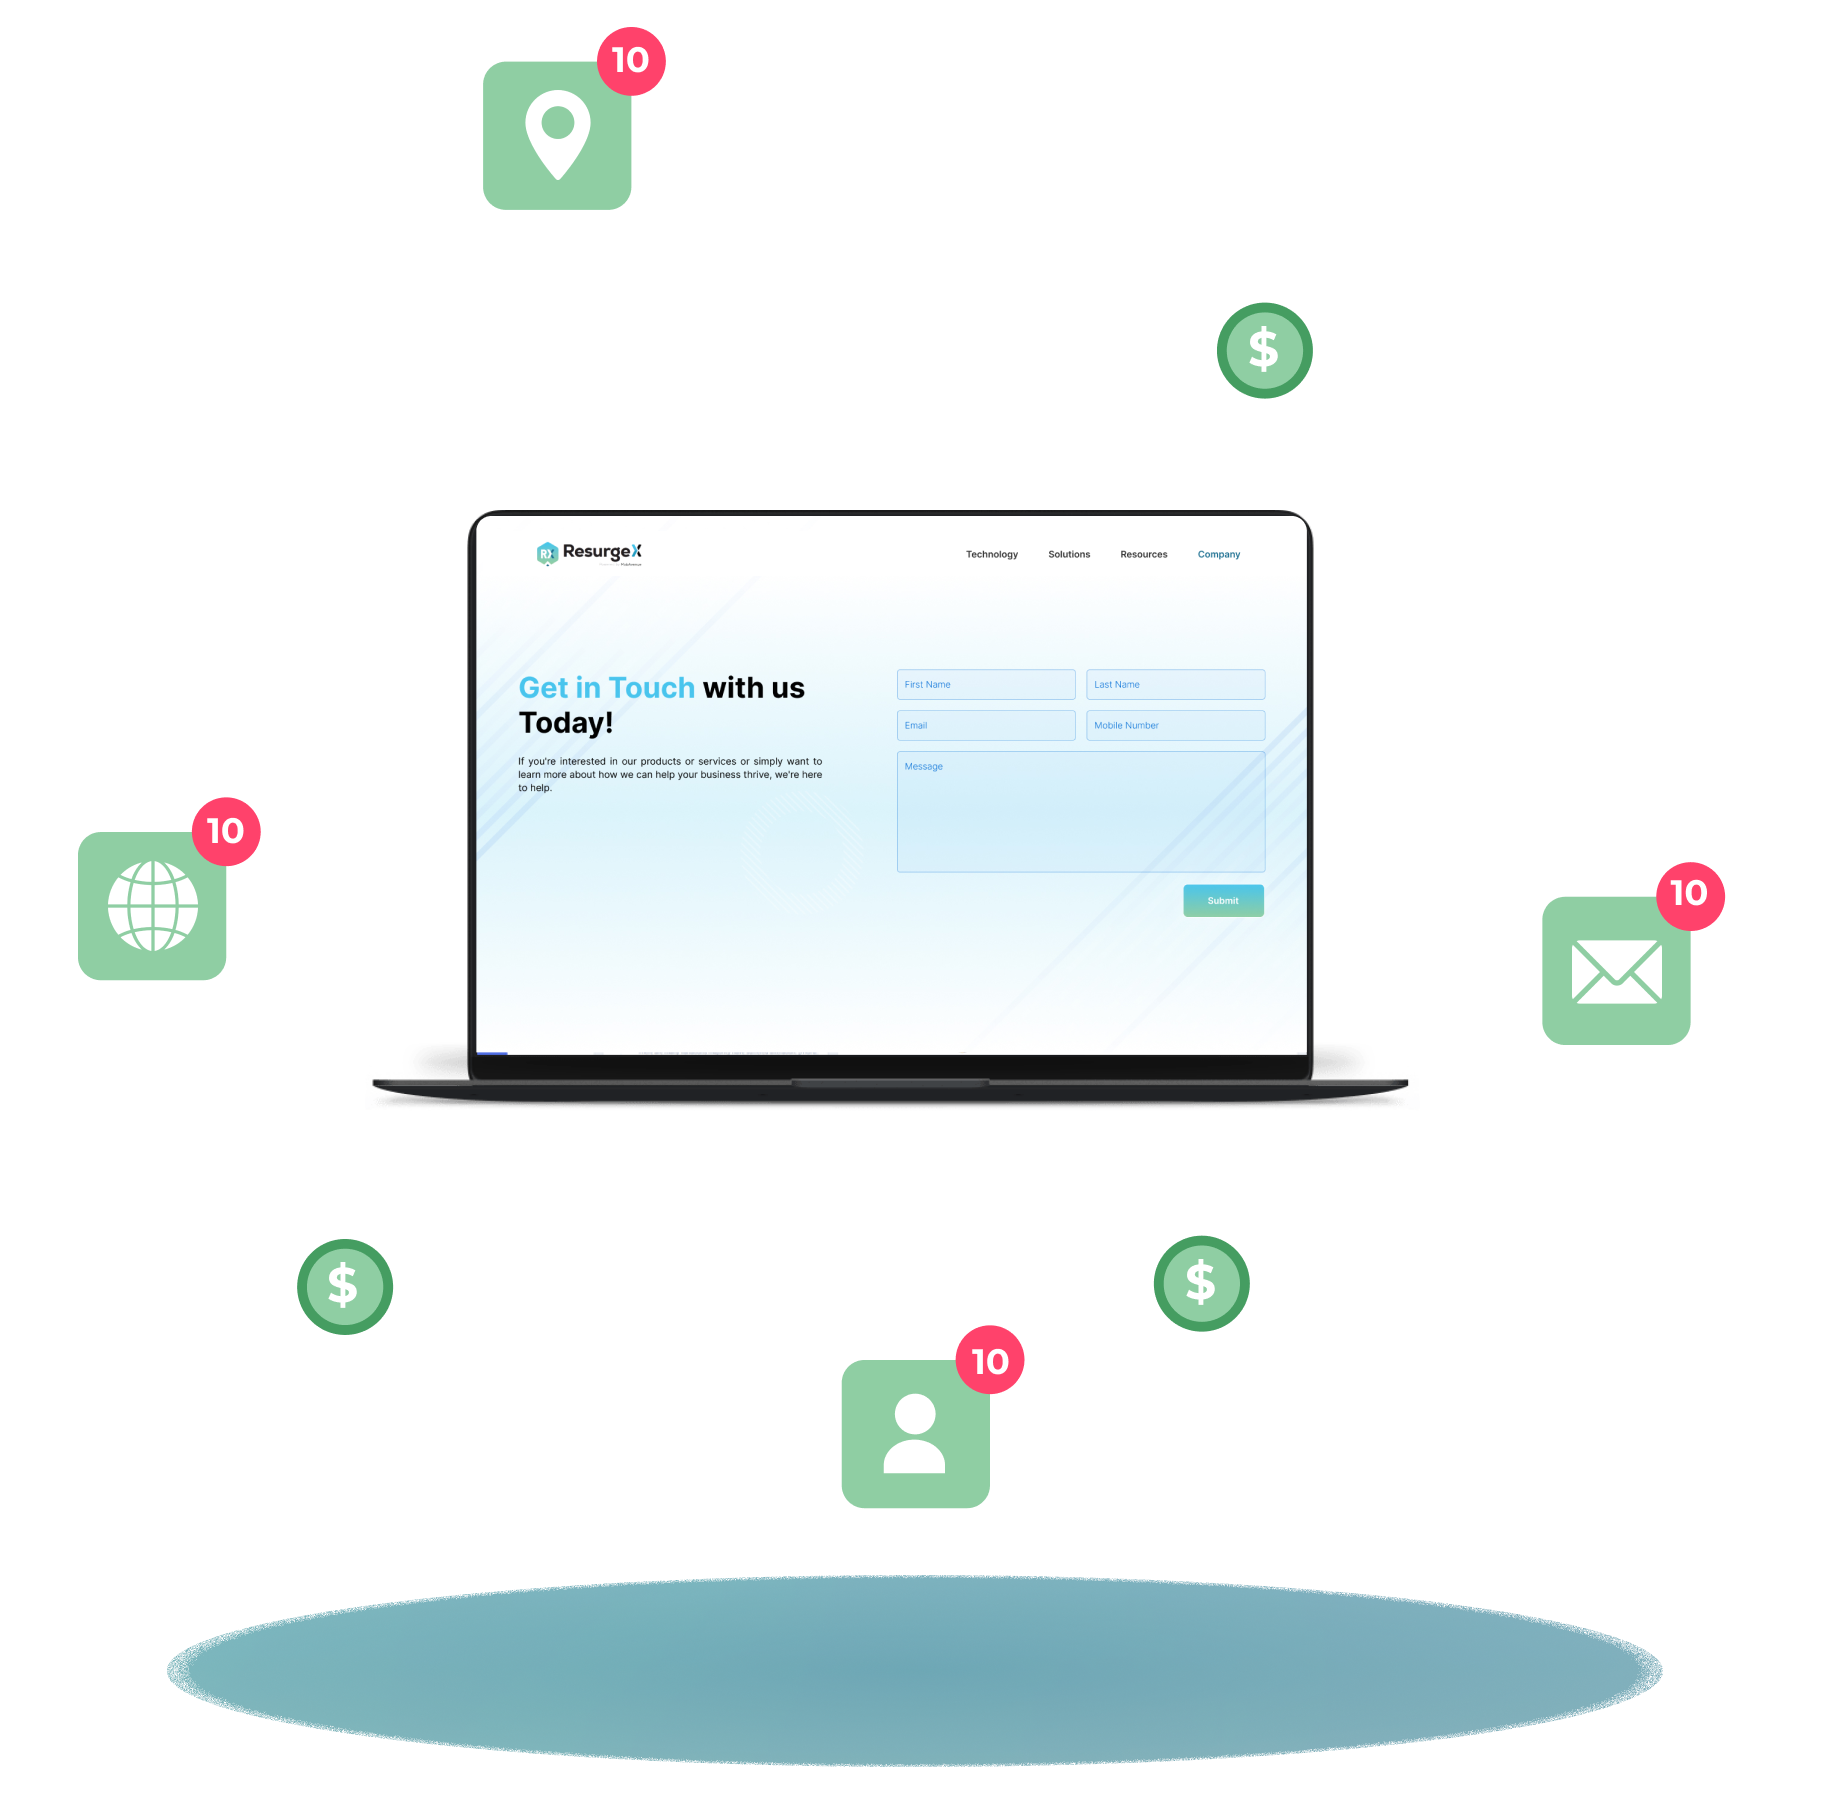 10
$
ResurgeX
Technology Solutions Resources Company
Get in Touch with us
Today!
If you're interested in our products or services or simply want to
learn more about how we can help your business thrive, we're here
to help.
First Name
Last Name
Email
Mobile Number
Message
Submit
10
10
$
$
10